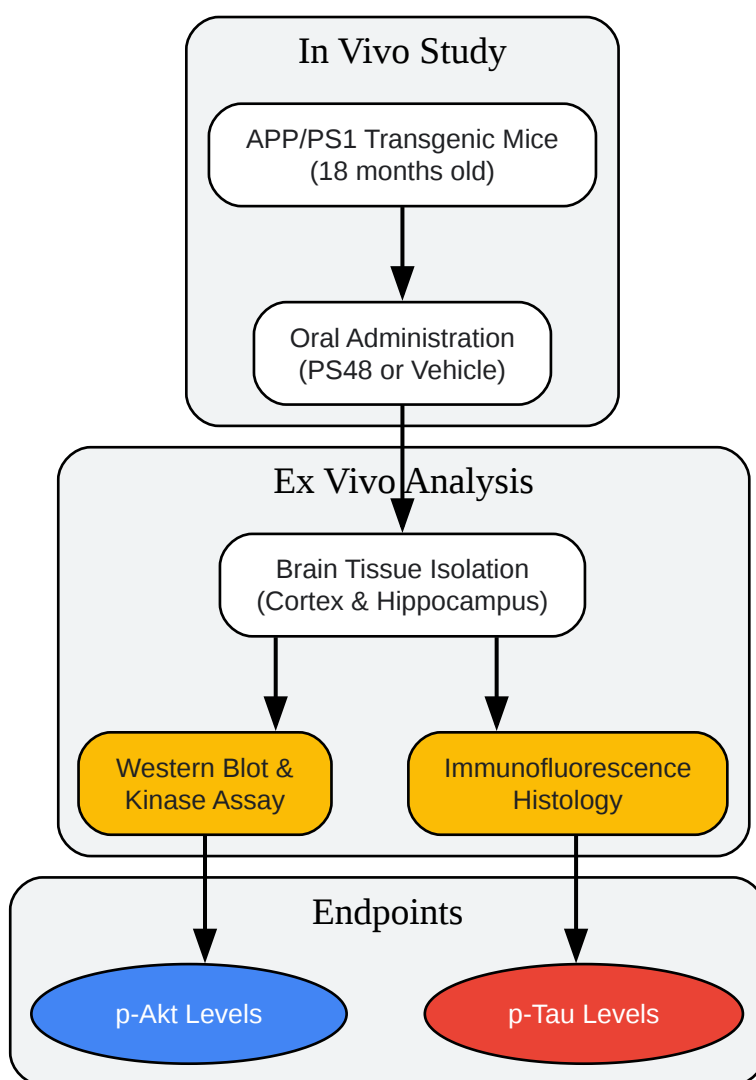 In Vivo Study
APP/PS1 Transgenic Mice
(18 months old)
Oral Administration
(PS48 or Vehicle)
Ex Vivo Analysis
Brain Tissue Isolation
(Cortex & Hippocampus)
Western Blot &
Kinase Assay
Immunofluorescence
Histology
Endpoints
p-Akt Levels
p-Tau Levels